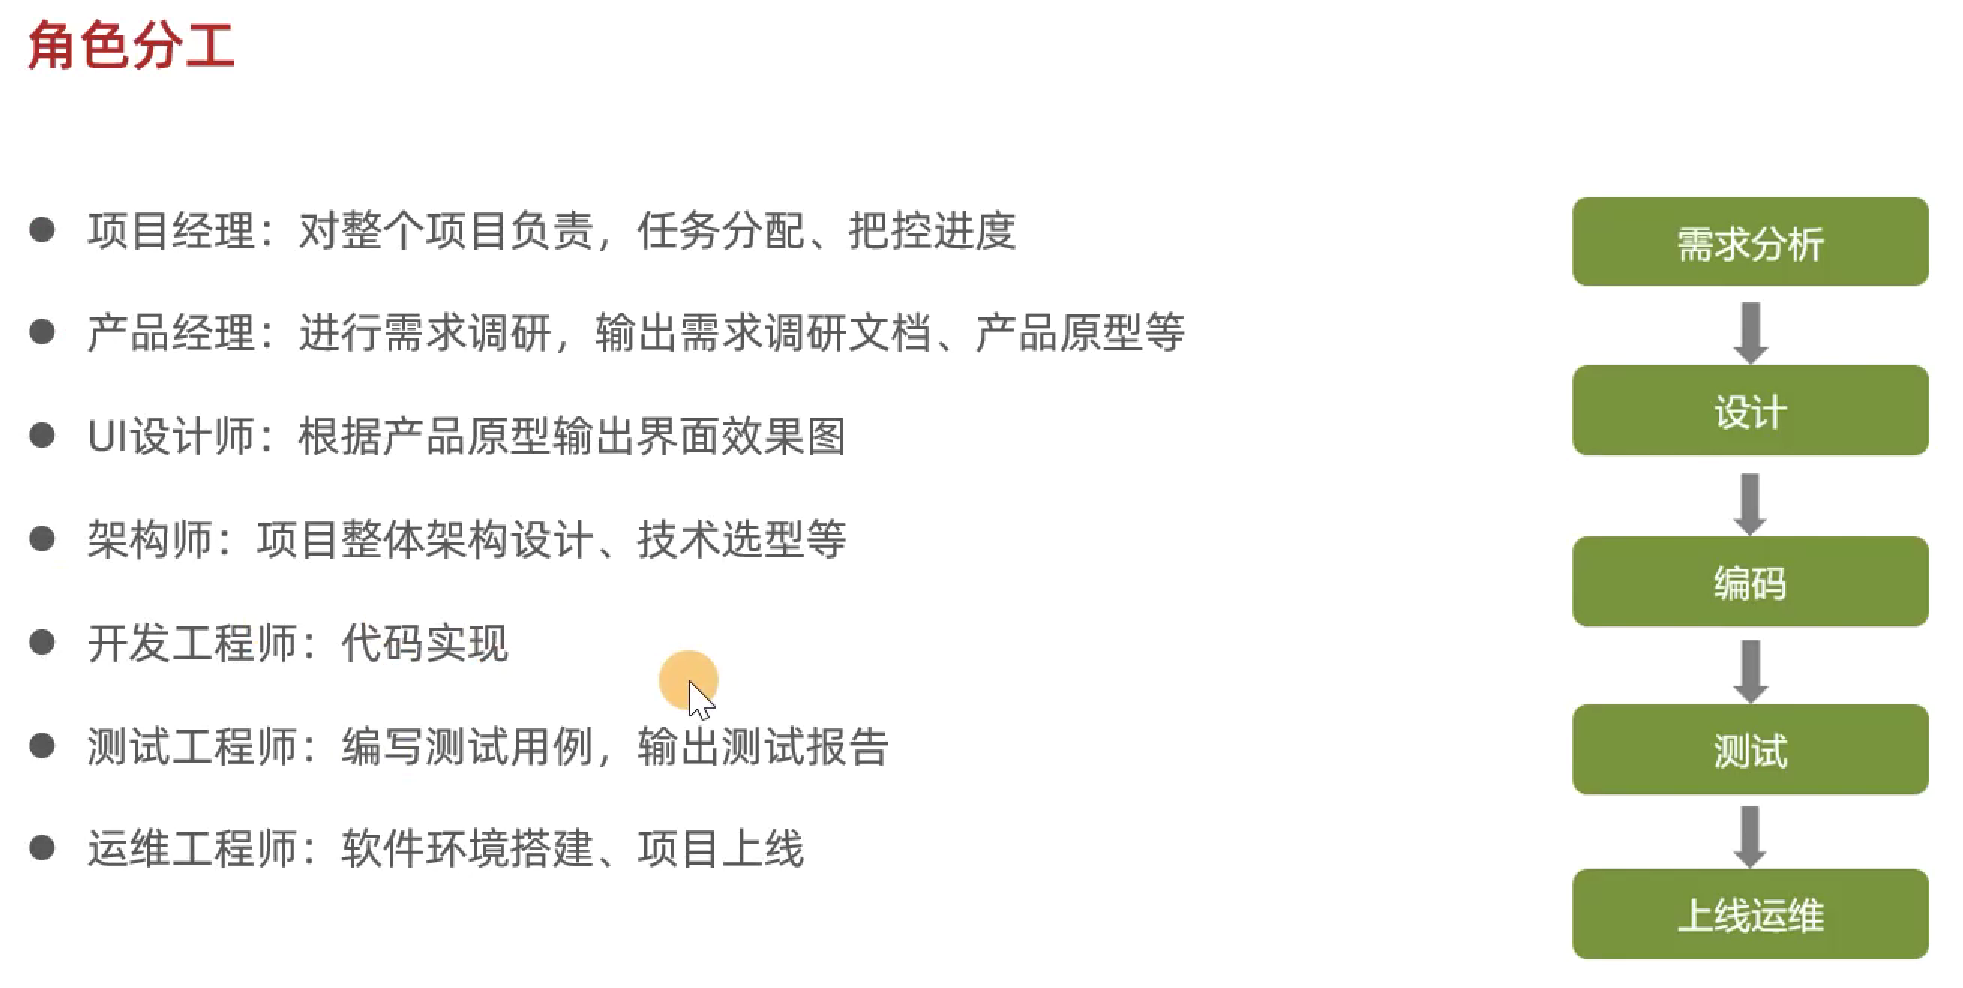 角色分工
项目经理：对整个项目负责，任务分配、把控进度
产品经理：进行需求调研，输出需求调研文档、产品原型等
UI设计师：根据产品原型输出界面效果图
架构师：项目整体架构设计、技术选型等
开发工程师：代码实现
测试工程师：编写测试用例，输出测试报告
运维工程师：软件环境搭建、项目上线
需求分析
设计
编码
测试
上线运维